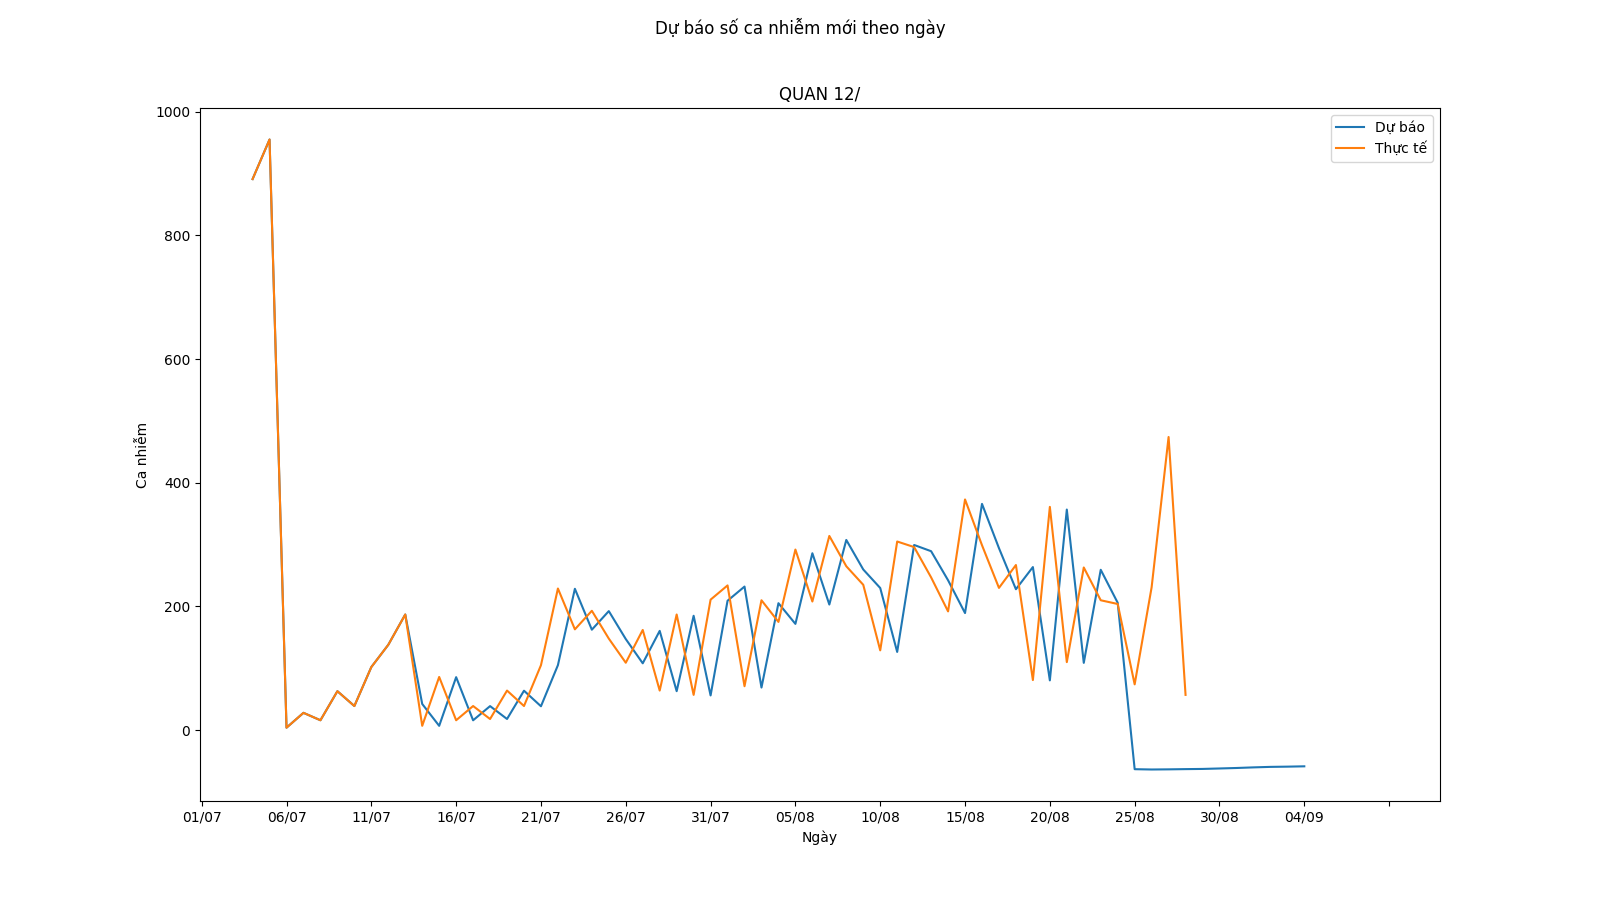 Dự báo số ca nhiễm mới theo ngày
QUAN 12/
Dự báo
Thực tế
1000
800
600
400
200
0
Ca nhiễm
01/07 06/07 11/07 16/07 21/07 26/07 31/07 05/08 10/08 15/08 20/08 25/08 30/08 04/09
Ngày